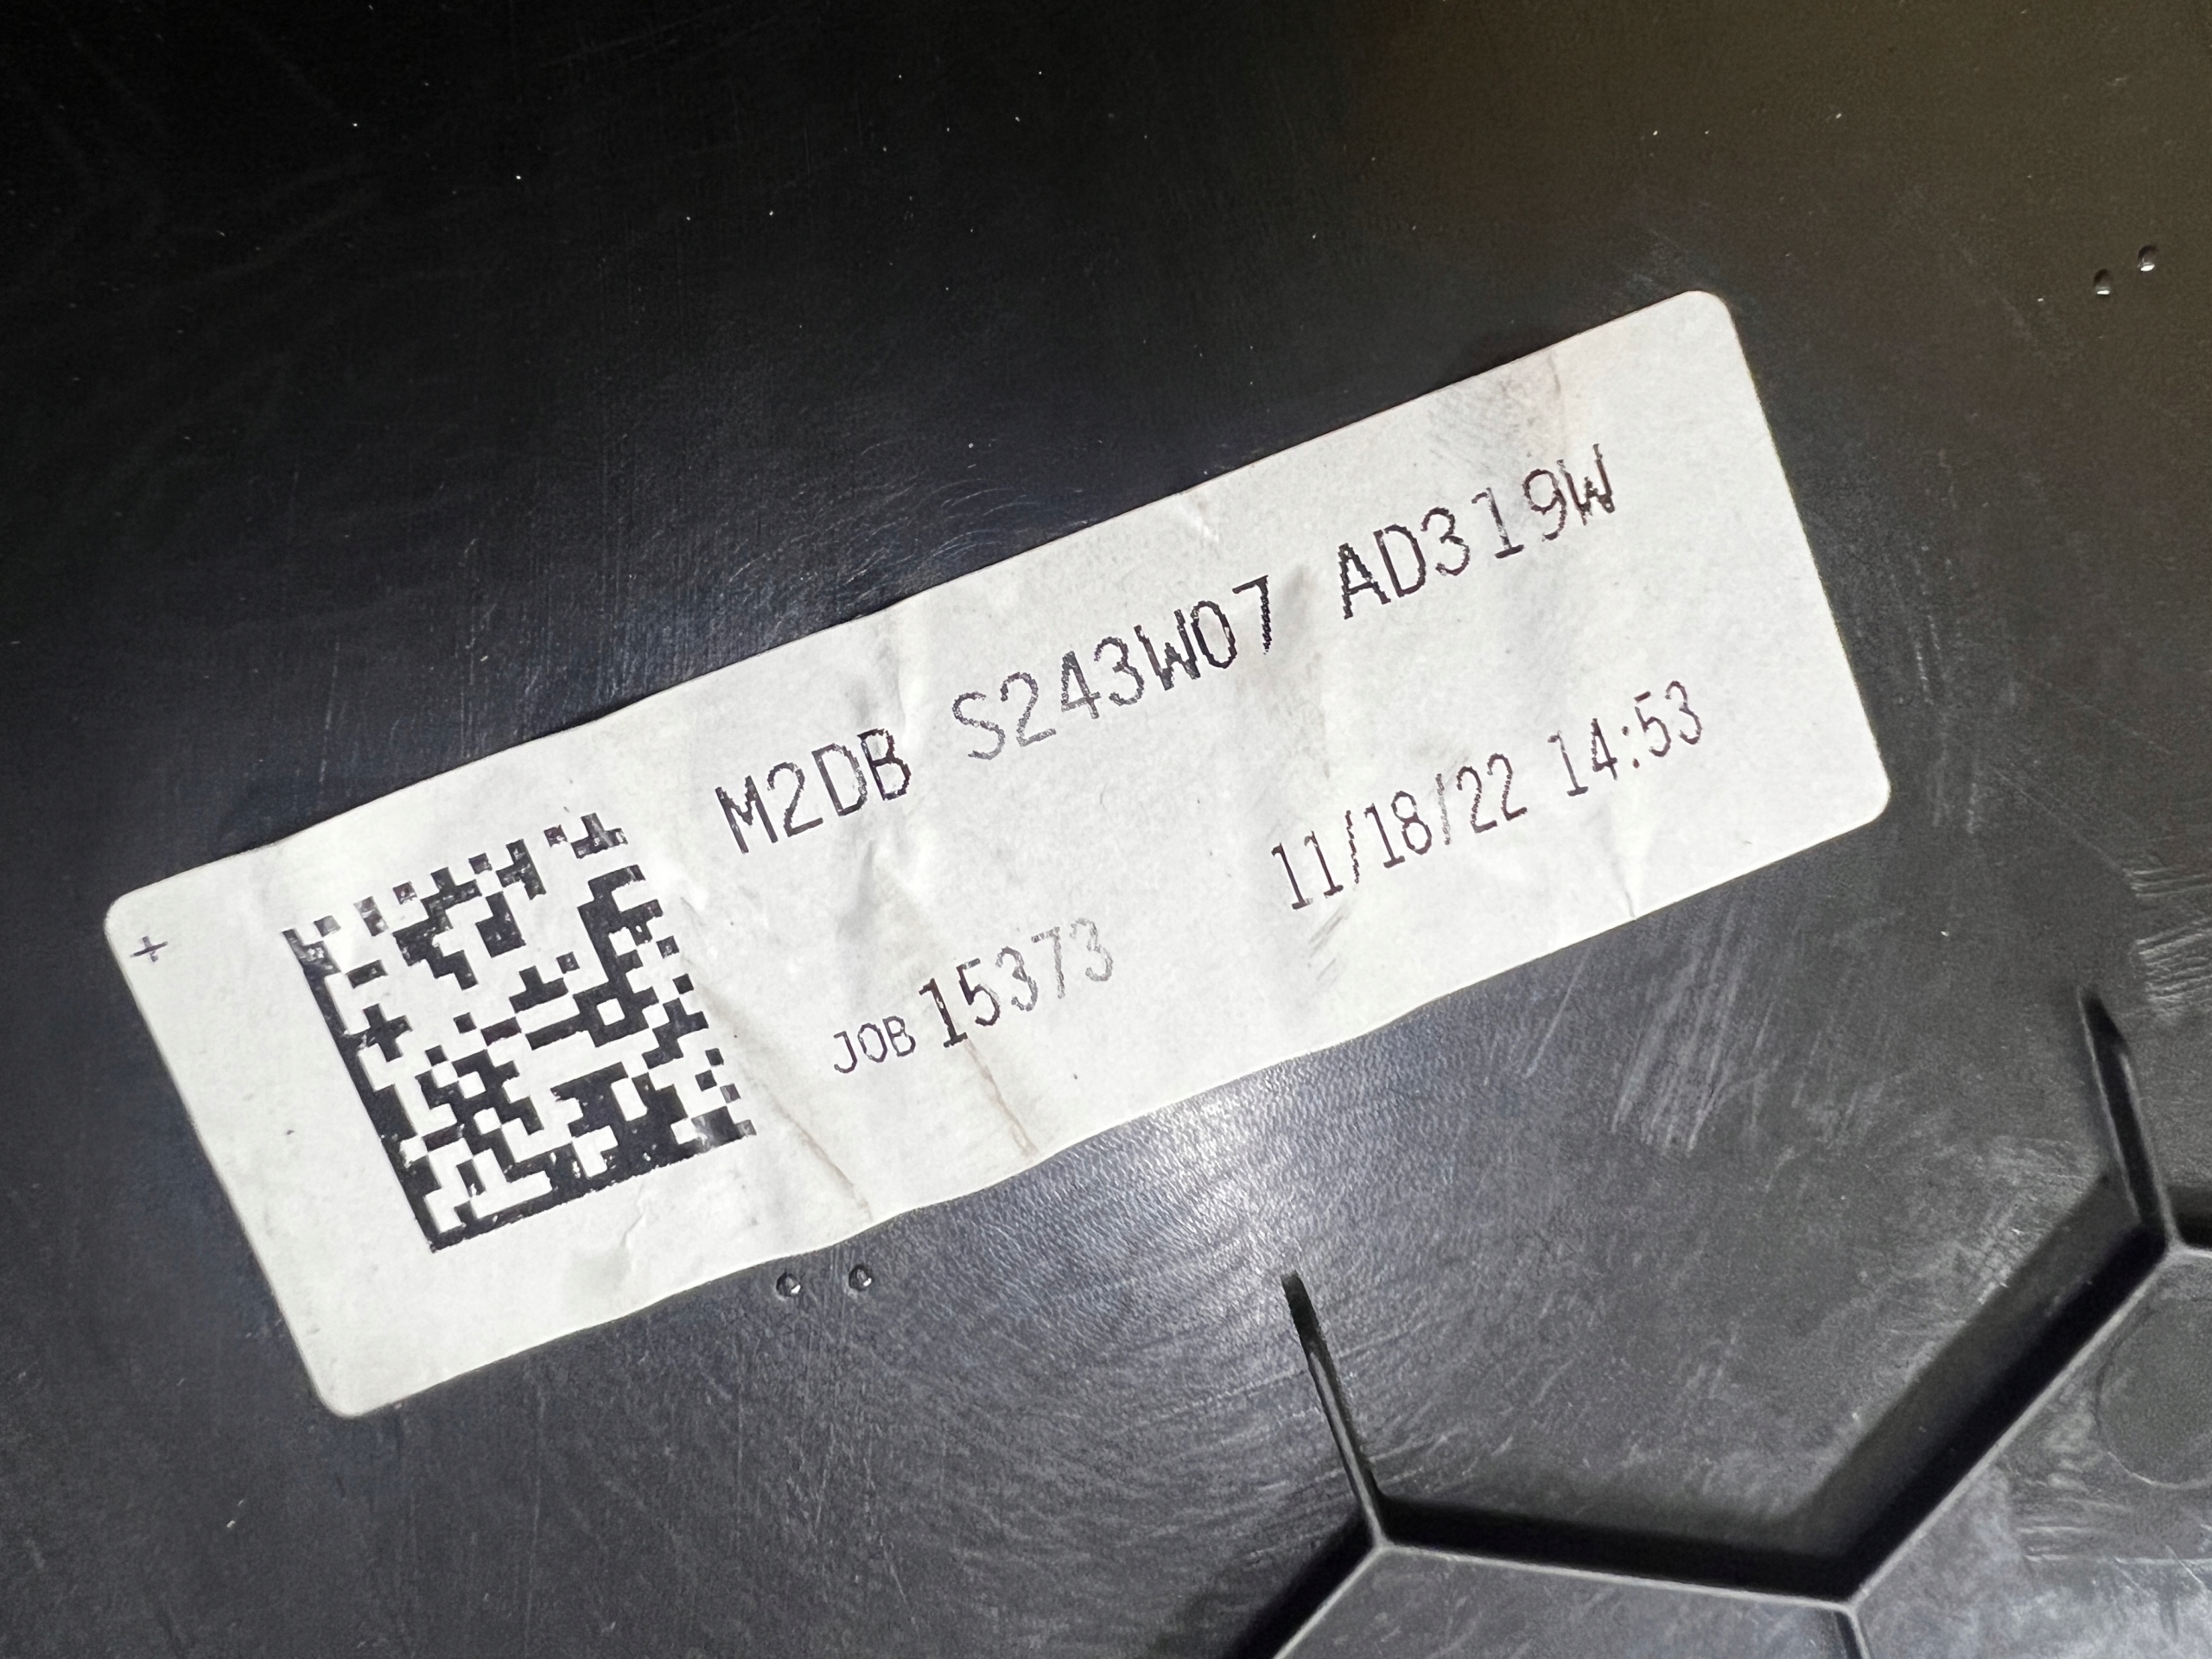 M2DB S243W07 AD319W
JOB 15373 11/18/22 14:53